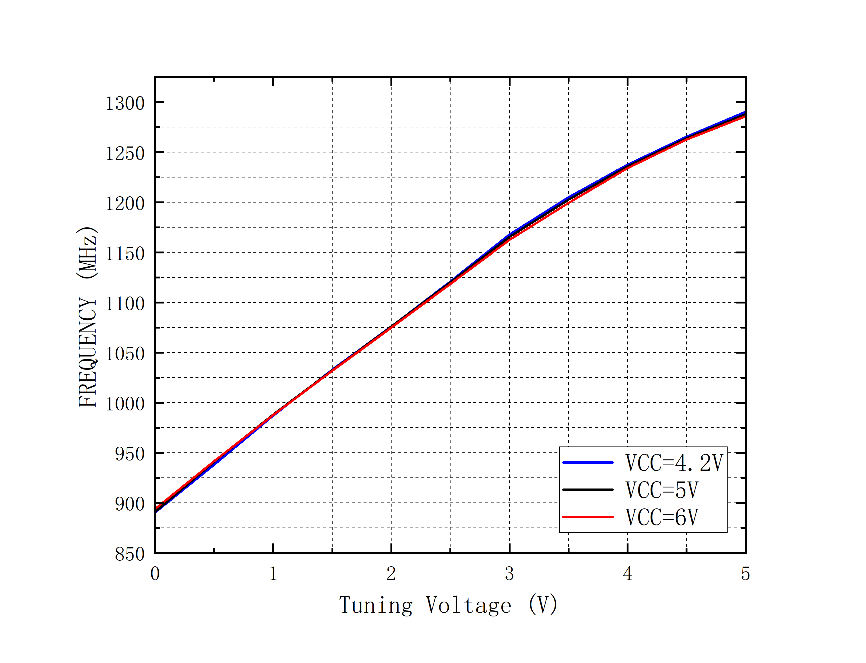 1300
1250
1200
1150
1100
1050
1000
950
900
850
FREQUENCY (MHz)
VCC=4.2V
VCC=5V
VCC=6V
0 1 2 3 4 5
Tuning Voltage (V)